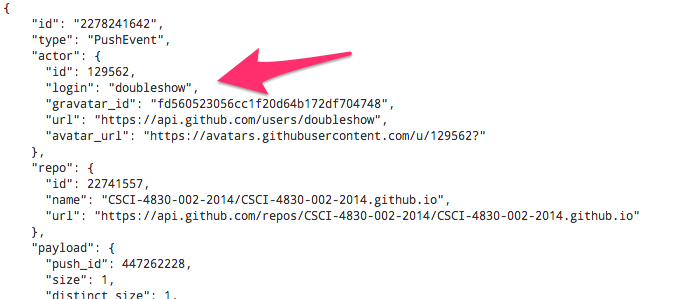 {
"id": "2278241642",
"type": "PushEvent",
"actor": {
"id": 129562,
"login": "doubleshow",
"gravatar_id": "fd560523056cc1f20d64b172df704748",
"url": "https://api.github.com/users/doubleshow",
"avatar_url": "https://avatars.githubusercontent.com/u/129562?"
},
"repo": {
"id": 22741557,
"name": "CSCI-4830-002-2014/CSCI-4830-002-2014.github.io",
"url": "https://api.github.com/repos/CSCI-4830-002-2014/CSCI-4830-002-2014.github.io"
},
"payload": {
"push_id": 447262228,
"size": 1,
"distinct_size": 1,